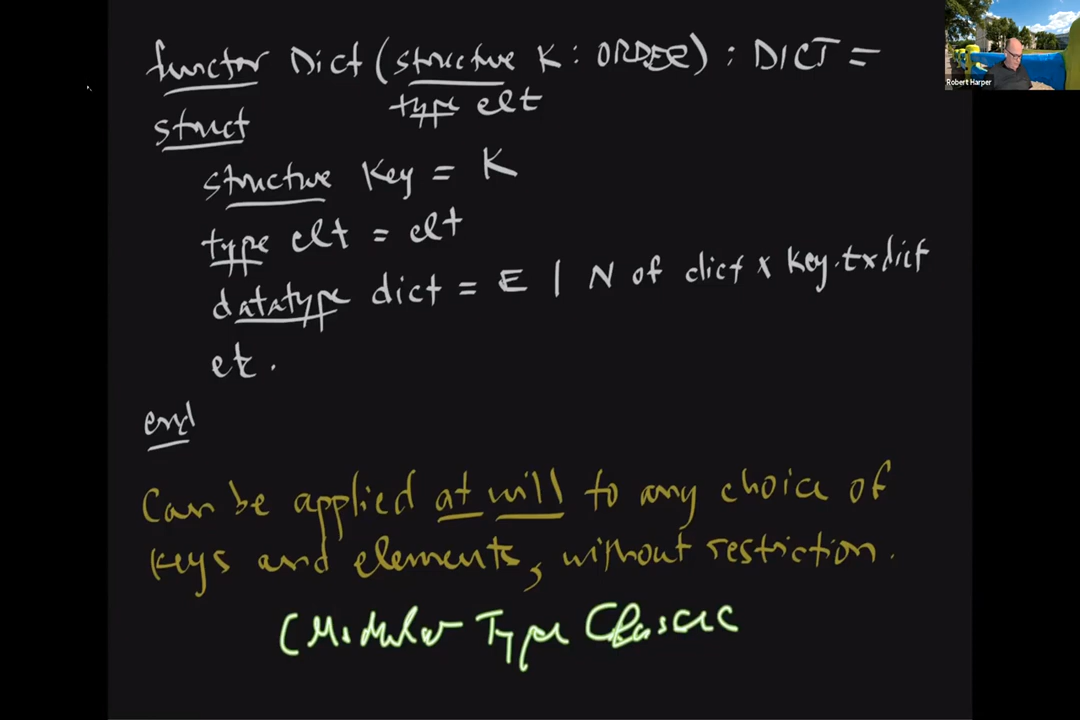 functor Dict (structure K : ORDER) : DICT =
type elt
struct
structure Key = K
type elt = elt
datatype dict = E | N of dict x Key.t x dict
etc.
end
Can be applied at will to any choice of
keys and elements, without restriction.
(Modular Type Classes
Robert Harper